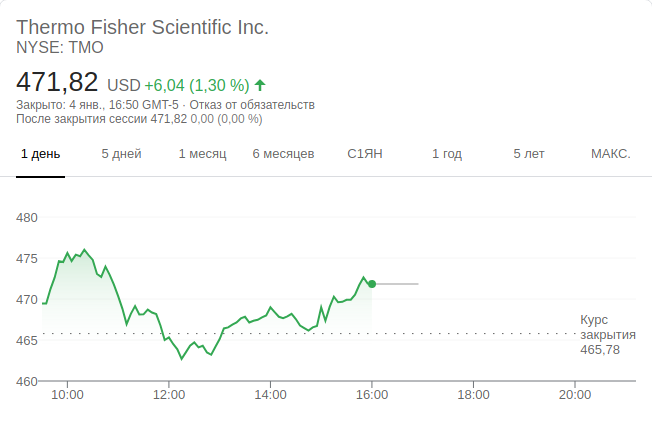 Thermo Fisher Scientific Inc.
NYSE: TMO
471,82 USD +6,04 (1,30 %)
Закрыто: 4 янв., 16:50 GMT-5 · Отказ от обязательств
После закрытия сессии 471,82 0,00 (0,00 %)
1 день 5 дней 1 месяц 6 месяцев С1ЯН 1 год 5 лет МАКС.
480
475
470
465
460
Курс
закрытия
465,78
10:00 12:00 14:00 16:00 18:00 20:00